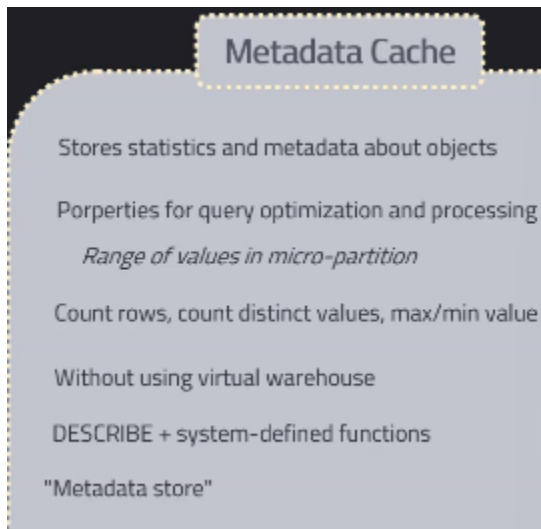 Metadata Cache
Stores statistics and metadata about objects
Porperties for query optimization and processing
Range of values in micro-partition
Count rows, count distinct values, max/min value
Without using virtual warehouse
DESCRIBE + system-defined functions
"Metadata store"